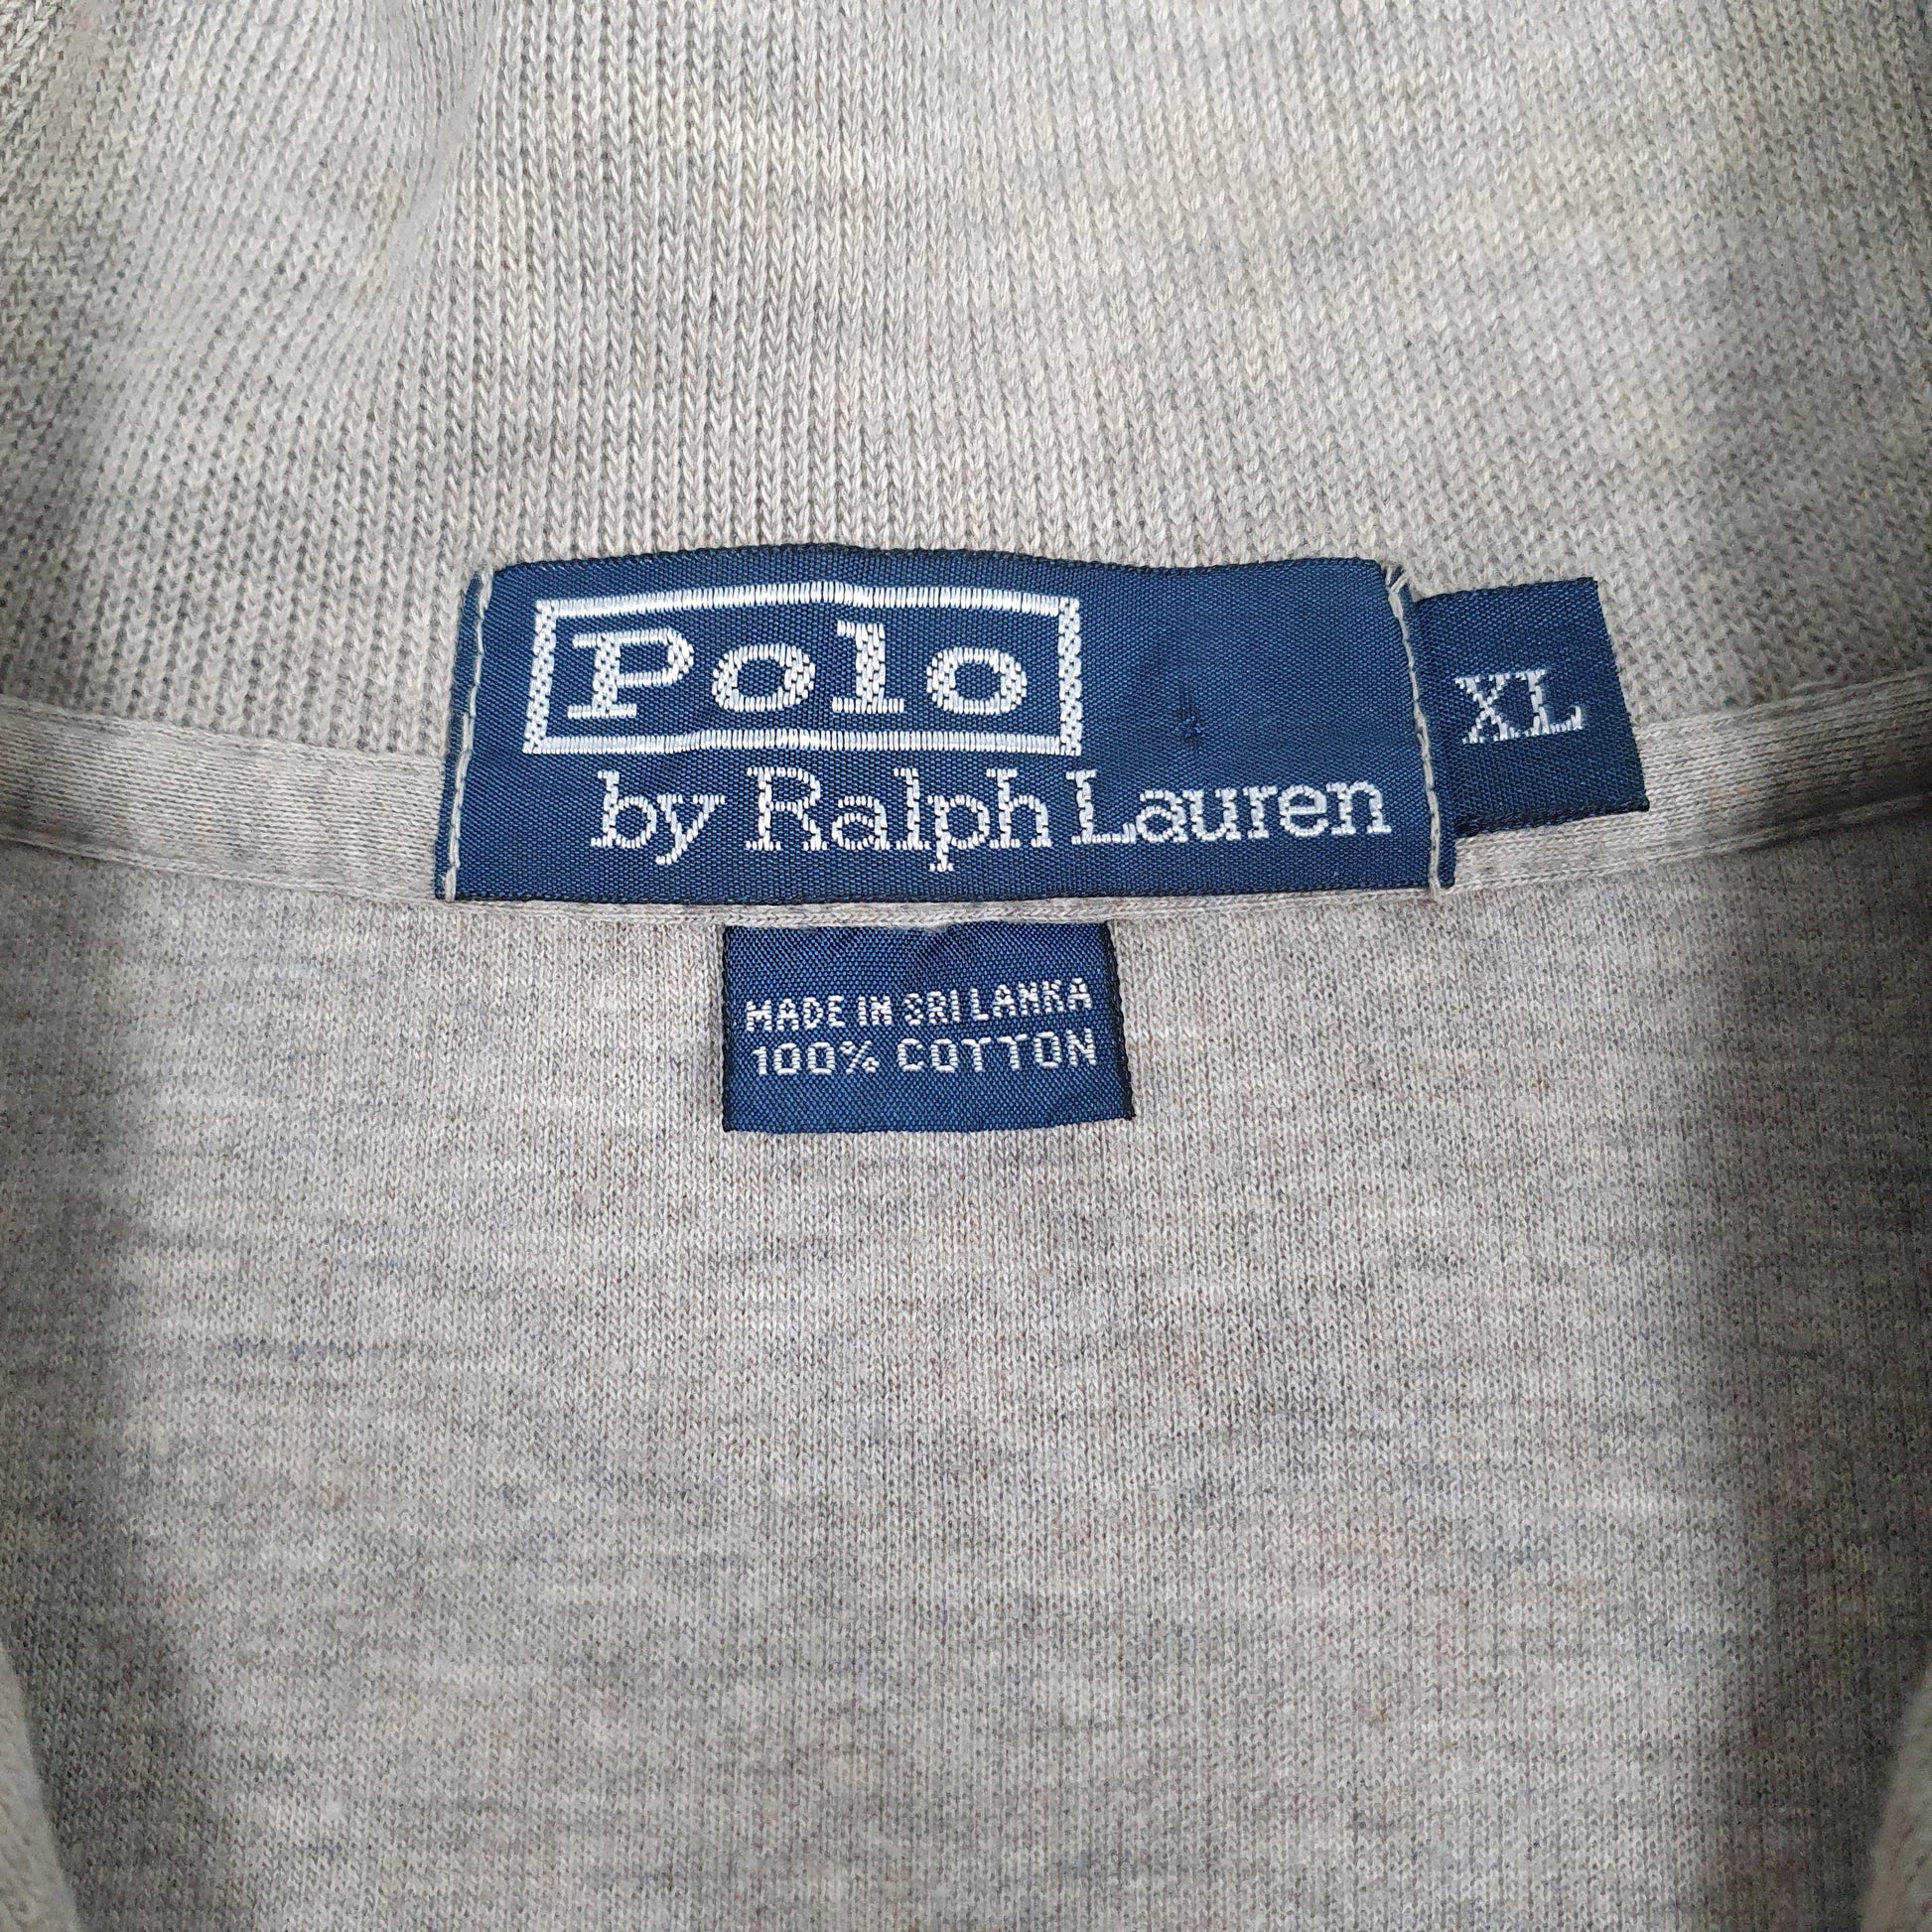 Polo
by Ralph Lauren
XL
MADE IN SRI LANKA
100% COTTON